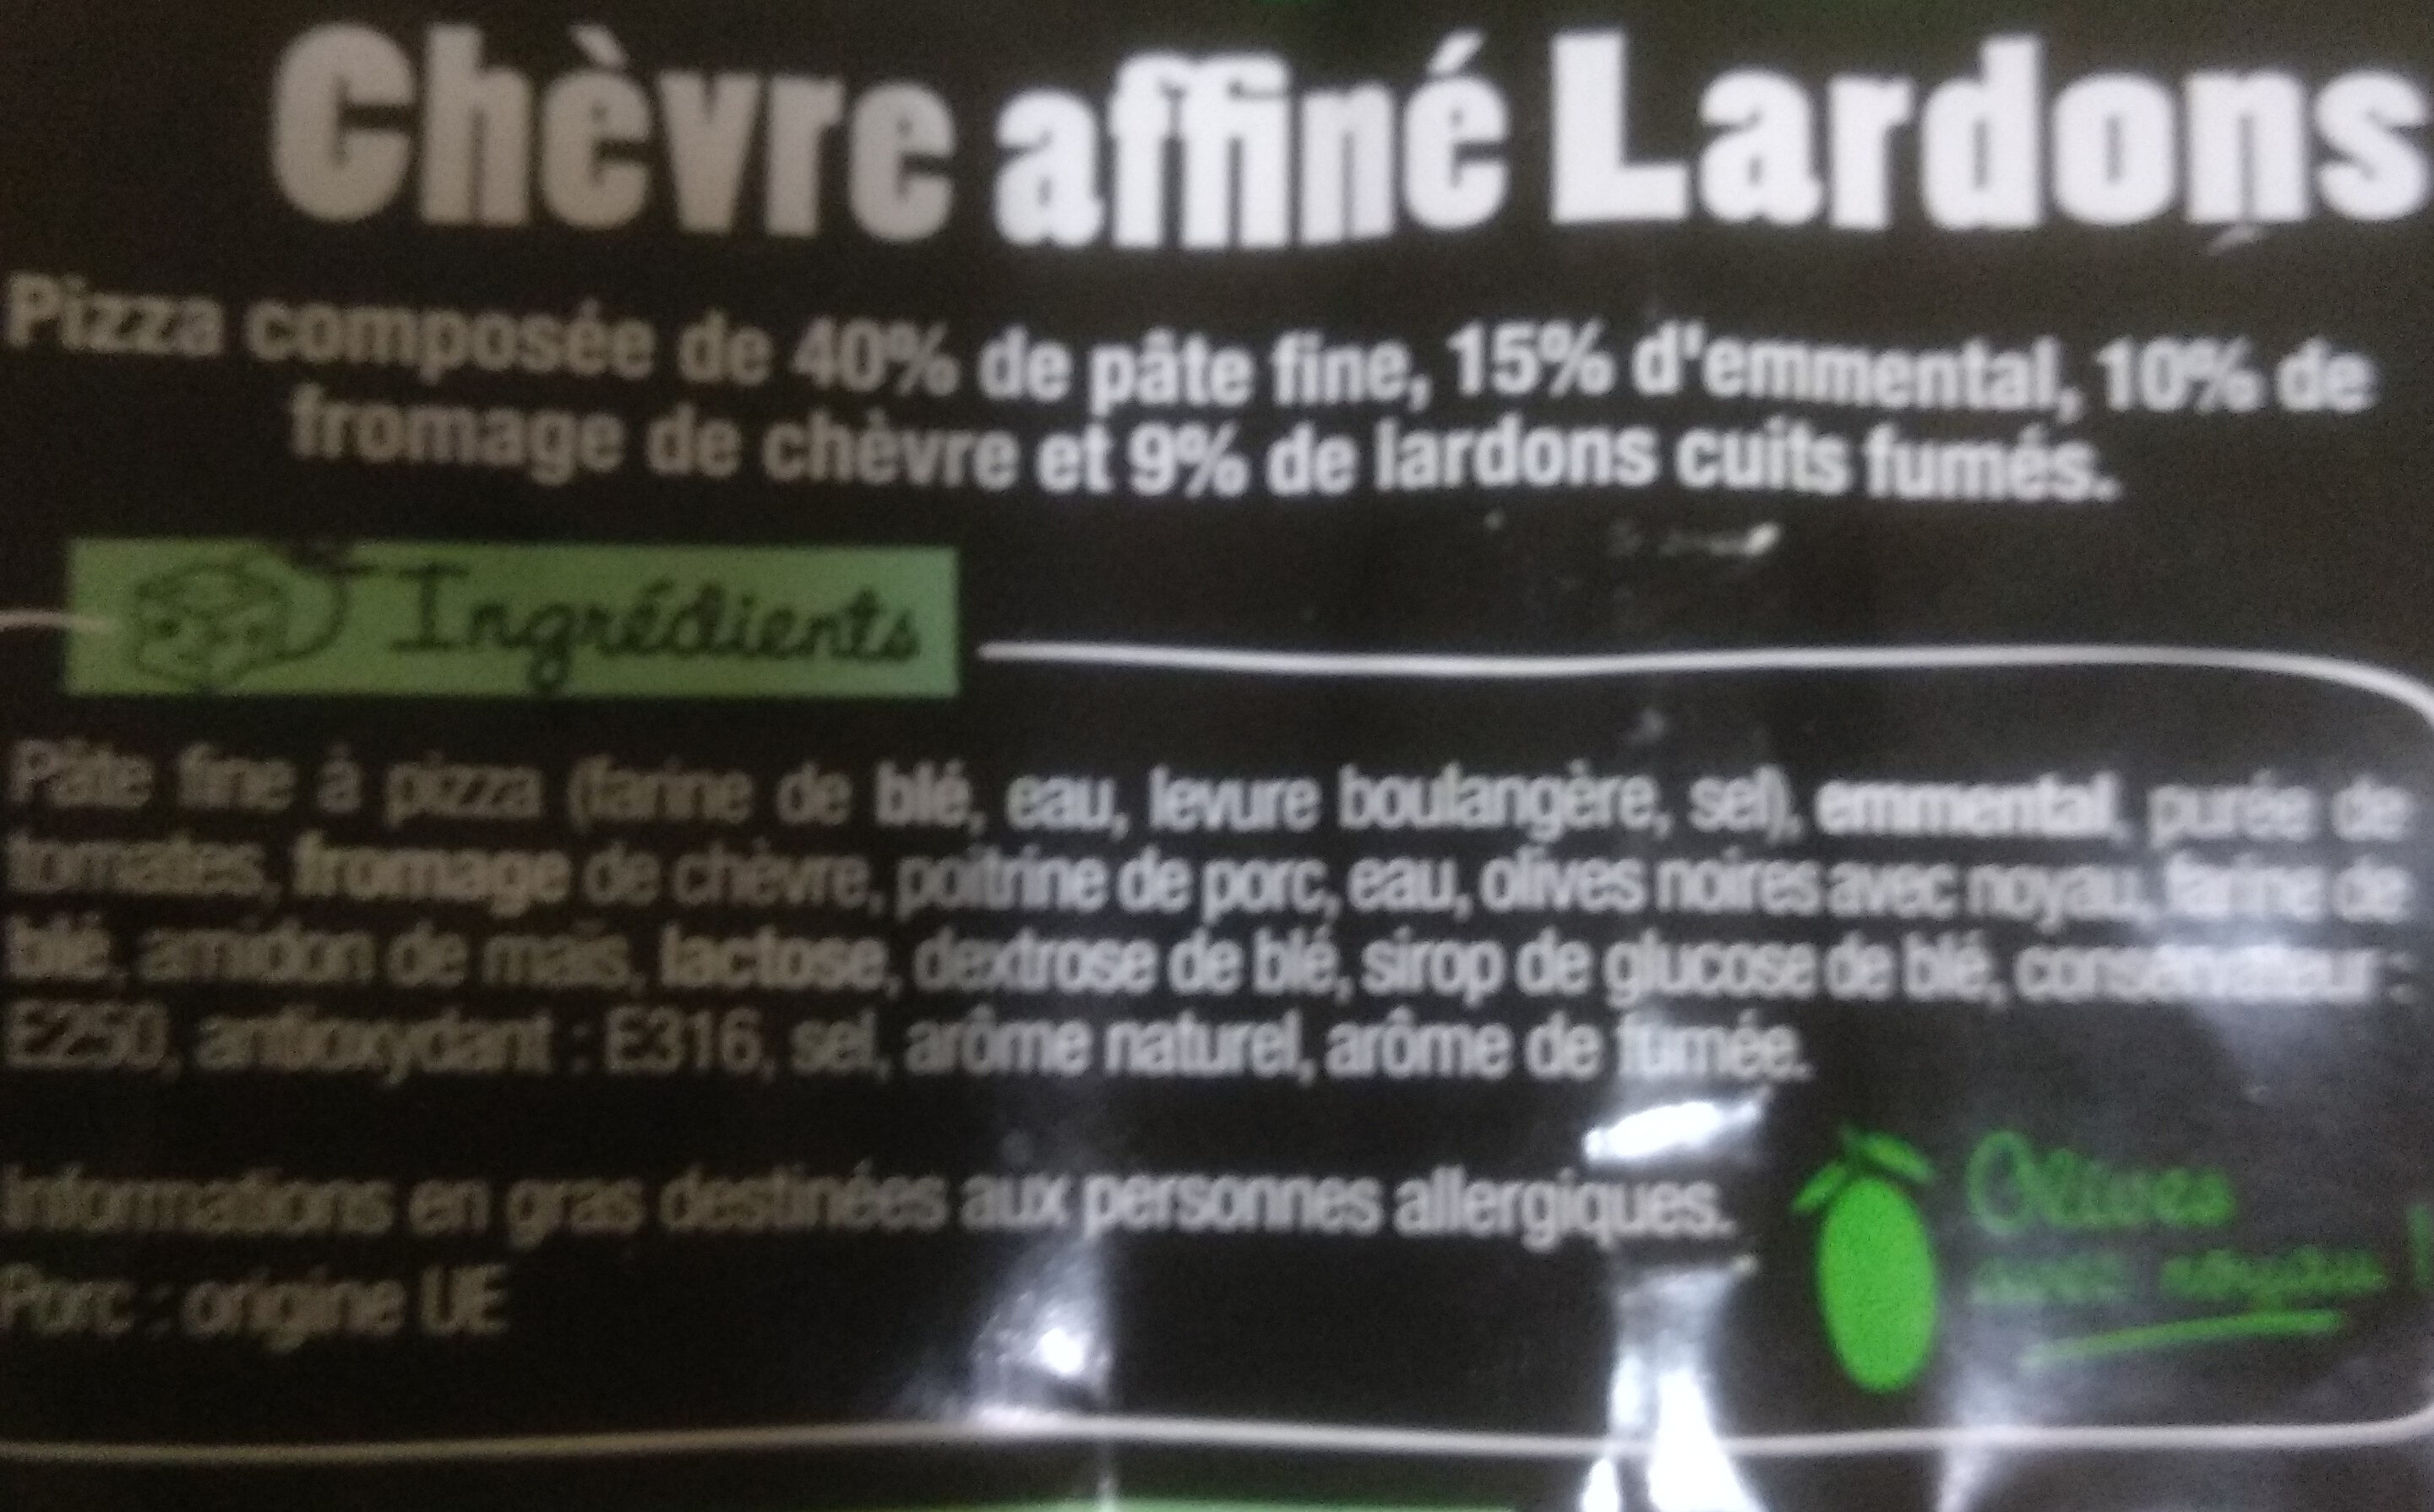 Chèvre affiné Lardons
Pizza composée de 40% de pâte fine, 15% d'emmental, 10% de
fromage de chèvre et 9% de lardons cuits fumés.
Ingrédients
Pâte fine à pizza (farine de blé, eau, levure boulangère, sel), emmental, purée de
tomates, fromage de chèvre, poitrine de porc, eau, olives noires avec noyau, farine de
blé, amidon de maïs, lactose, dextrose de blé, sirop de glucose de blé, conservateur :
E250, antioxydant : E316, sel, arôme naturel, arôme de fumée.
Informations en gras destinées aux personnes allergiques.
Porc : origine UE
Olives
avec noyau !